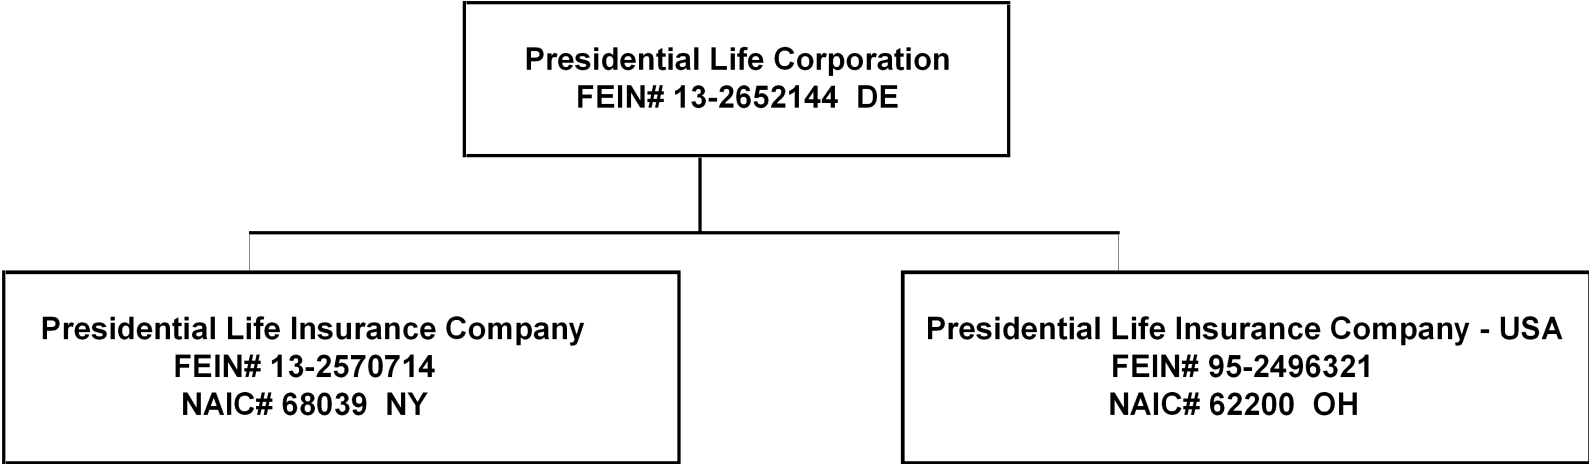 Presidential Life Corporation
FEIN# 13-2652144  DE
Presidential Life Insurance Company
FEIN# 13-2570714
NAIC# 68039  NY
Presidential Life Insurance Company - USA
FEIN# 95-2496321
NAIC# 62200  OH